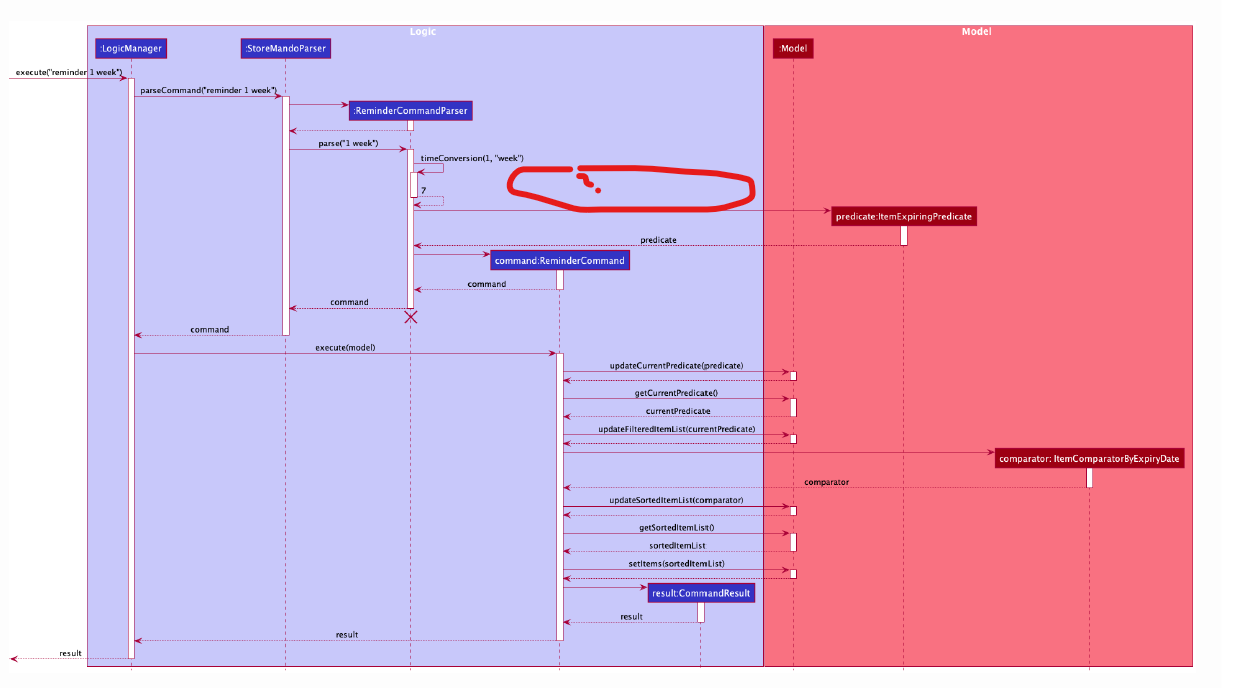 Logic
Model
:LogicManager
:StoreMandoParser
:Model
execute("reminder 1 week")
parseCommand("reminder 1 week")
:ReminderCommandParser
parse("1 week")
timeConversion(1, "week")
7
predicate:ItemExpiringPredicate
predicate
command:ReminderCommand
command
command
command
execute(model)
updateCurrentPredicate(predicate)
getCurrentPredicate()
currentPredicate
updateFilteredItemList(currentPredicate)
comparator: ItemComparatorByExpiryDate
comparator
updateSortedItemList(comparator)
getSortedItemList()
sortedItemList
setItems(sortedItemList)
result:CommandResult
result
result
result